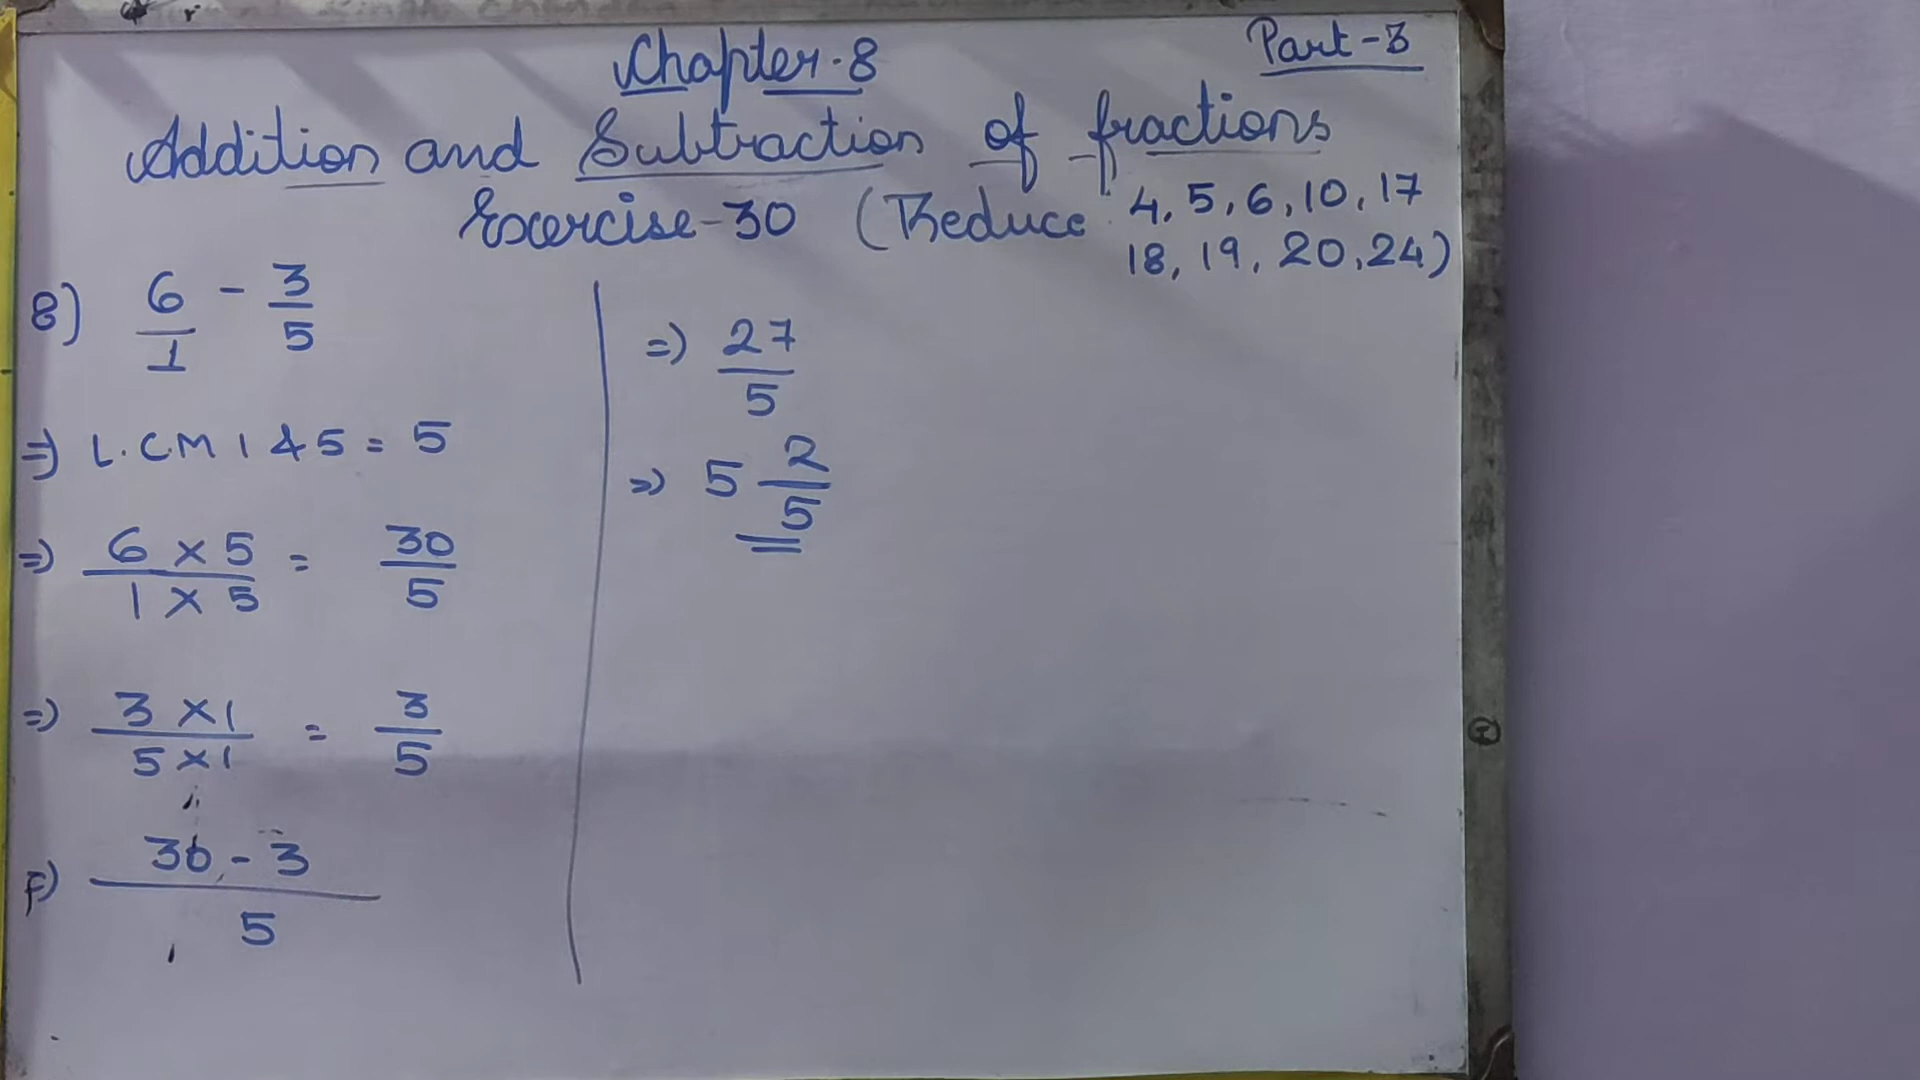 Chapter-8
Part-3
Addition and Subtraction of fractions
Exercise-30 (Reduce 4, 5, 6, 10, 17
18, 19, 20, 24)
8) 6/1 - 3/5
=> L.C.M 1 & 5 = 5
=> 6 x 5 / 1 x 5 = 30/5
=> 3 x 1 / 5 x 1 = 3/5
=> 30 - 3 / 5
=> 27/5
=> 5 2/5